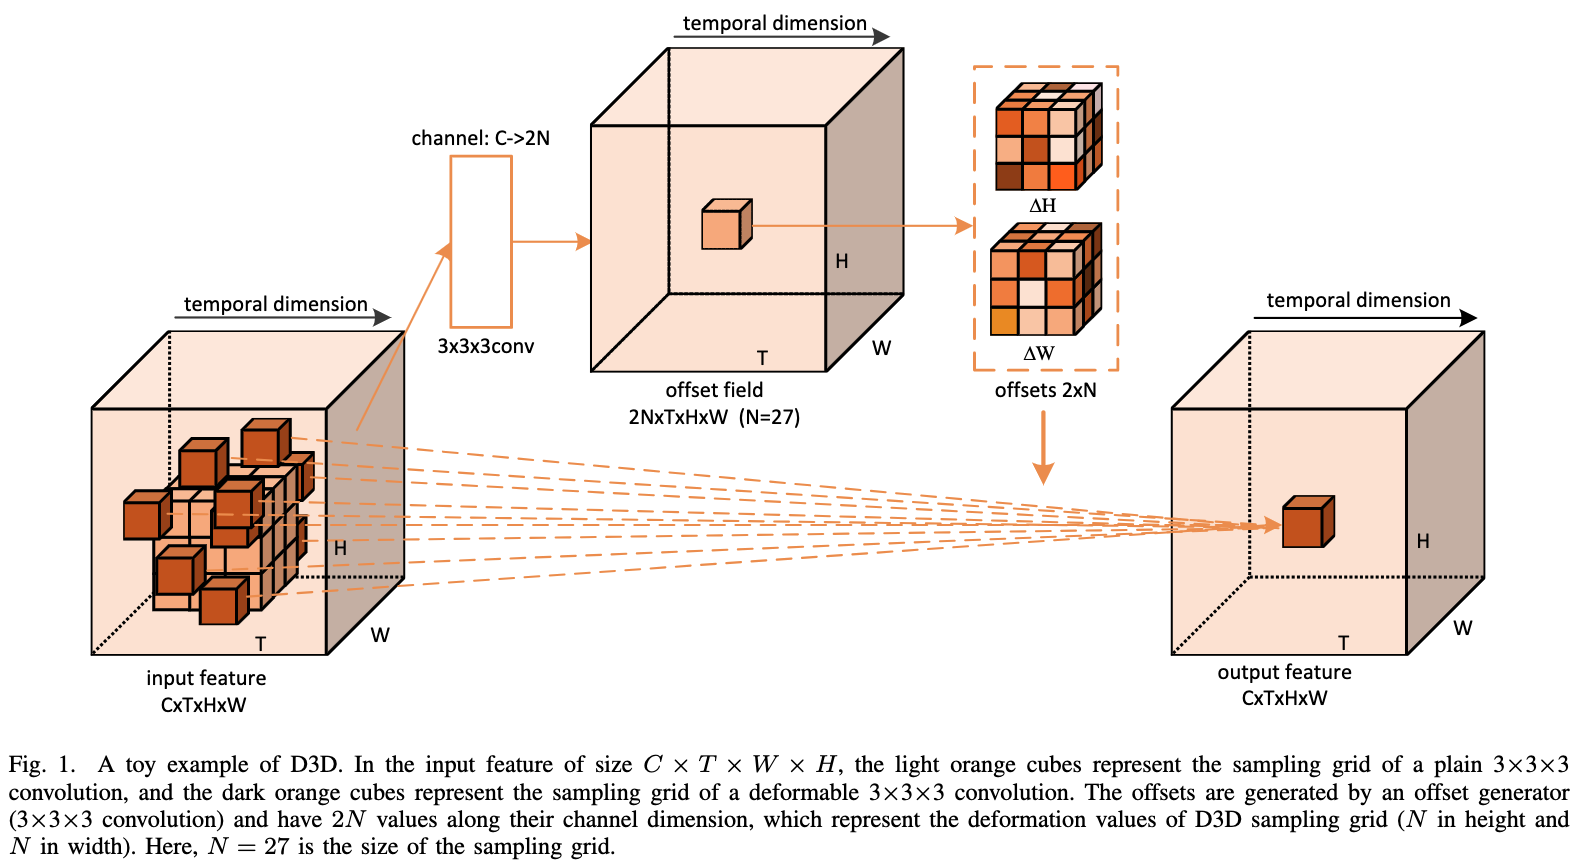 temporal dimension
channel: C->2N
ΔH
H
temporal dimension
temporal dimension
3x3x3conv
W
T
ΔW
offset field
2NxTxHxW (N=27)
offsets 2xN
H
H
T
W
T
W
input feature
CxTxHxW
output feature
CxTxHxW
Fig. 1. A toy example of D3D. In the input feature of size C × T × W × H, the light orange cubes represent the sampling grid of a plain 3×3×3
convolution, and the dark orange cubes represent the sampling grid of a deformable 3×3×3 convolution. The offsets are generated by an offset generator
(3×3×3 convolution) and have 2N values along their channel dimension, which represent the deformation values of D3D sampling grid (N in height and
N in width). Here, N = 27 is the size of the sampling grid.